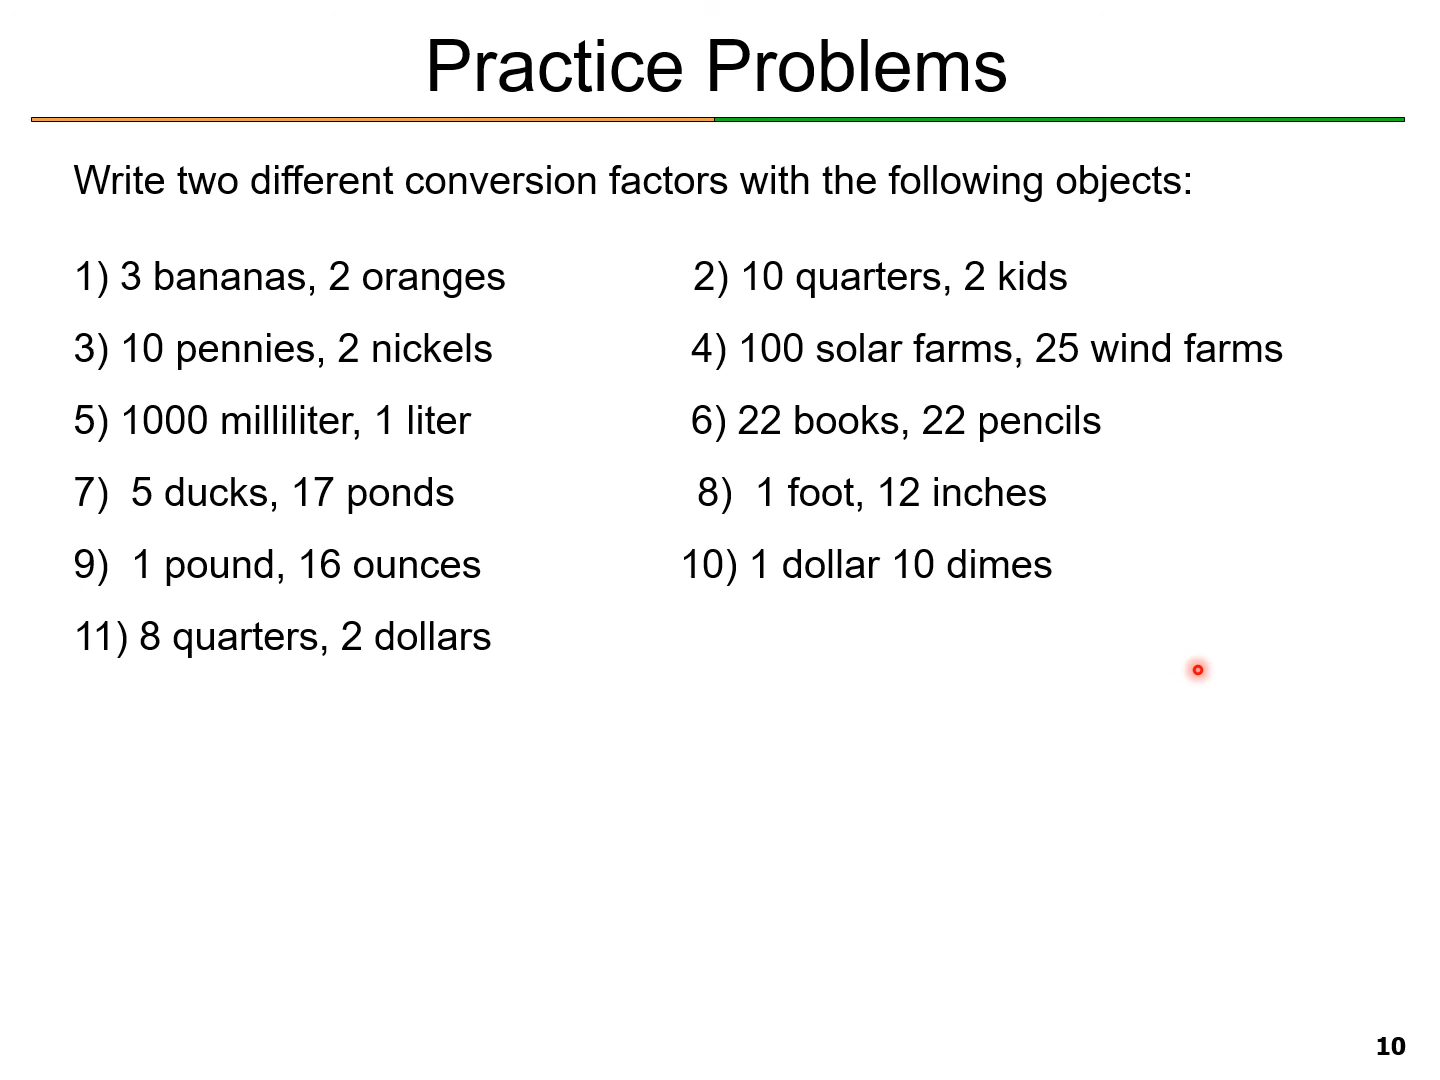 Practice Problems
Write two different conversion factors with the following objects:
1) 3 bananas, 2 oranges
2) 10 quarters, 2 kids
3) 10 pennies, 2 nickels
4) 100 solar farms, 25 wind farms
5) 1000 milliliter, 1 liter
6) 22 books, 22 pencils
7) 5 ducks, 17 ponds
8) 1 foot, 12 inches
9) 1 pound, 16 ounces
10) 1 dollar 10 dimes
11) 8 quarters, 2 dollars
10